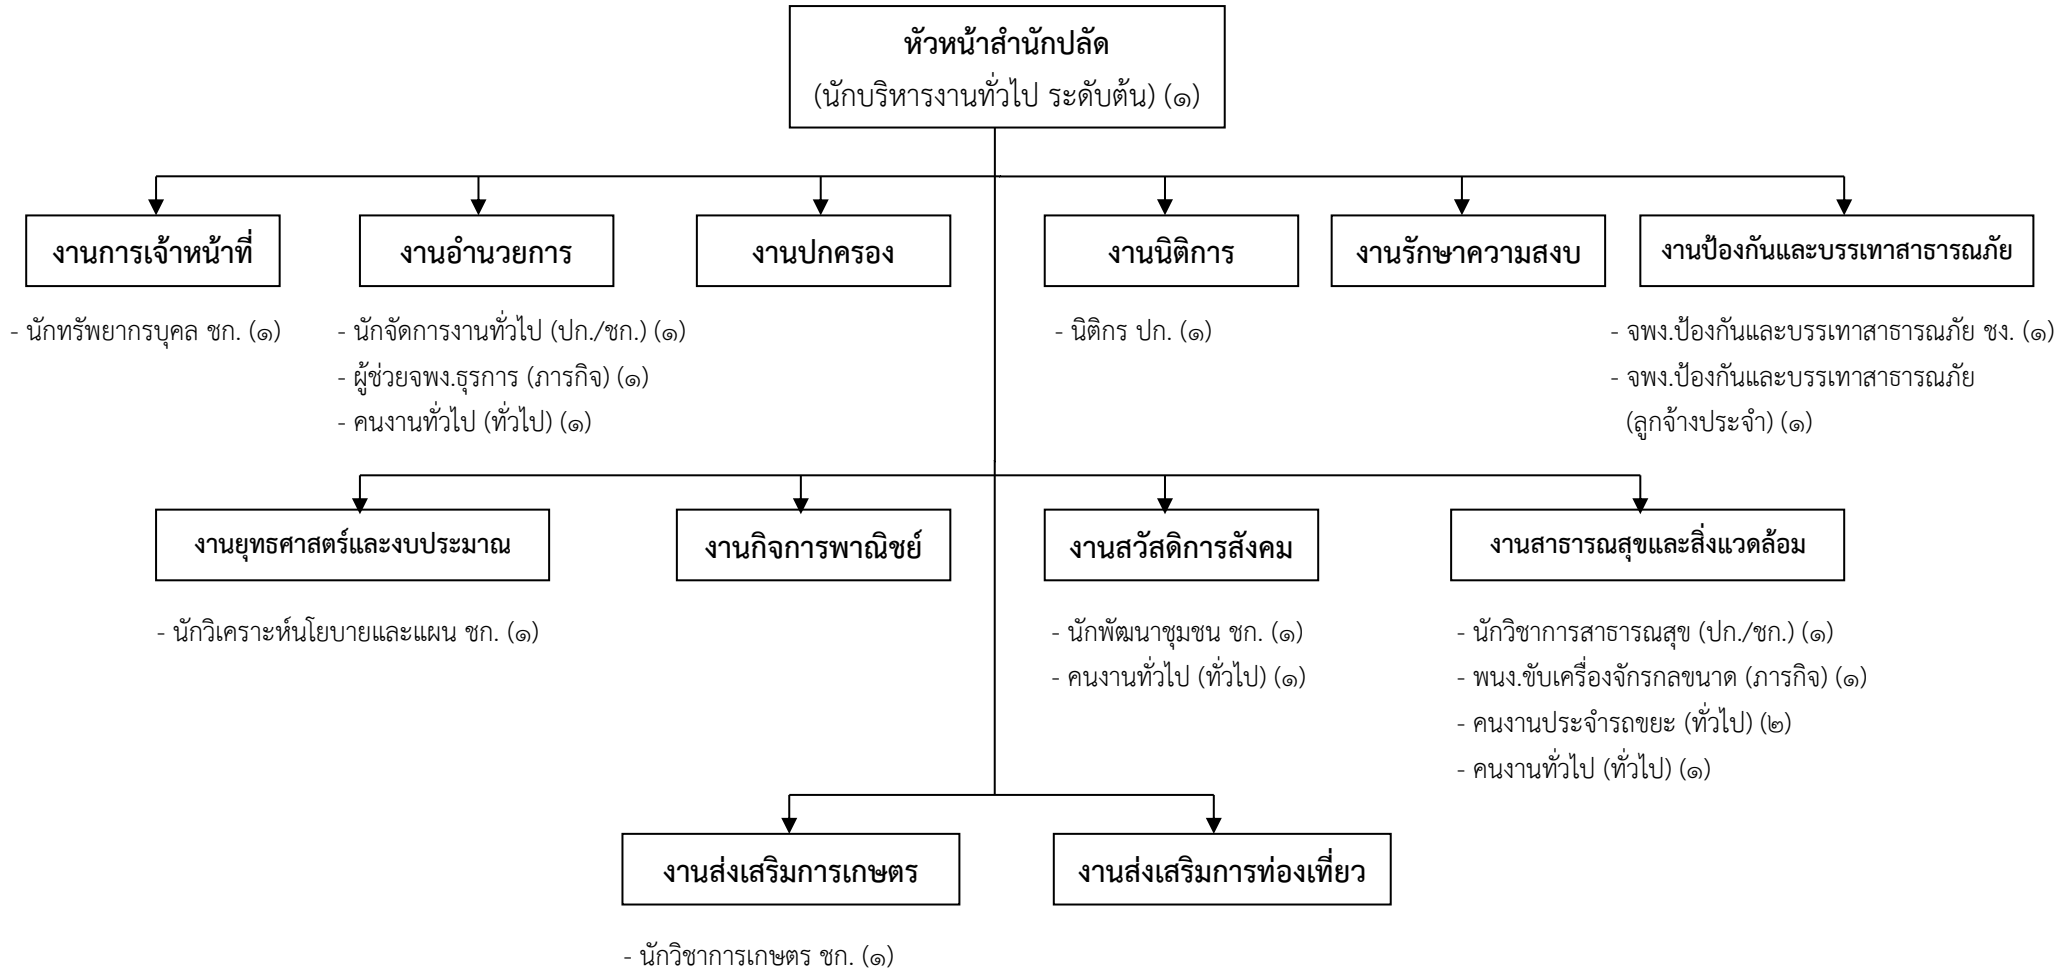 หัวหน้าสำนักปลัด
(นักบริหารงานทั่วไป ระดับต้น) (๑)
งานการเจ้าหน้าที่
- นักทรัพยากรบุคล ชก. (๑)
งานอำนวยการ
- นักจัดการงานทั่วไป (ปก./ชก.) (๑)
- ผู้ช่วยจพง.ธุรการ (ภารกิจ) (๑)
- คนงานทั่วไป (ทั่วไป) (๑)
งานปกครอง
งานนิติการ
- นิติกร ปก. (๑)
งานรักษาความสงบ
งานป้องกันและบรรเทาสาธารณภัย
- จพง.ป้องกันและบรรเทาสาธารณภัย ชง. (๑)
- จพง.ป้องกันและบรรเทาสาธารณภัย
(ลูกจ้างประจำ) (๑)
งานยุทธศาสตร์และงบประมาณ
- นักวิเคราะห์นโยบายและแผน ชก. (๑)
งานกิจการพาณิชย์
งานสวัสดิการสังคม
- นักพัฒนาชุมชน ชก. (๑)
- คนงานทั่วไป (ทั่วไป) (๑)
งานสาธารณสุขและสิ่งแวดล้อม
- นักวิชาการสาธารณสุข (ปก./ชก.) (๑)
- พนง.ขับเครื่องจักรกลขนาด (ภารกิจ) (๑)
- คนงานประจำรถขยะ (ทั่วไป) (๒)
- คนงานทั่วไป (ทั่วไป) (๑)
งานส่งเสริมการเกษตร
- นักวิชาการเกษตร ชก. (๑)
งานส่งเสริมการท่องเที่ยว